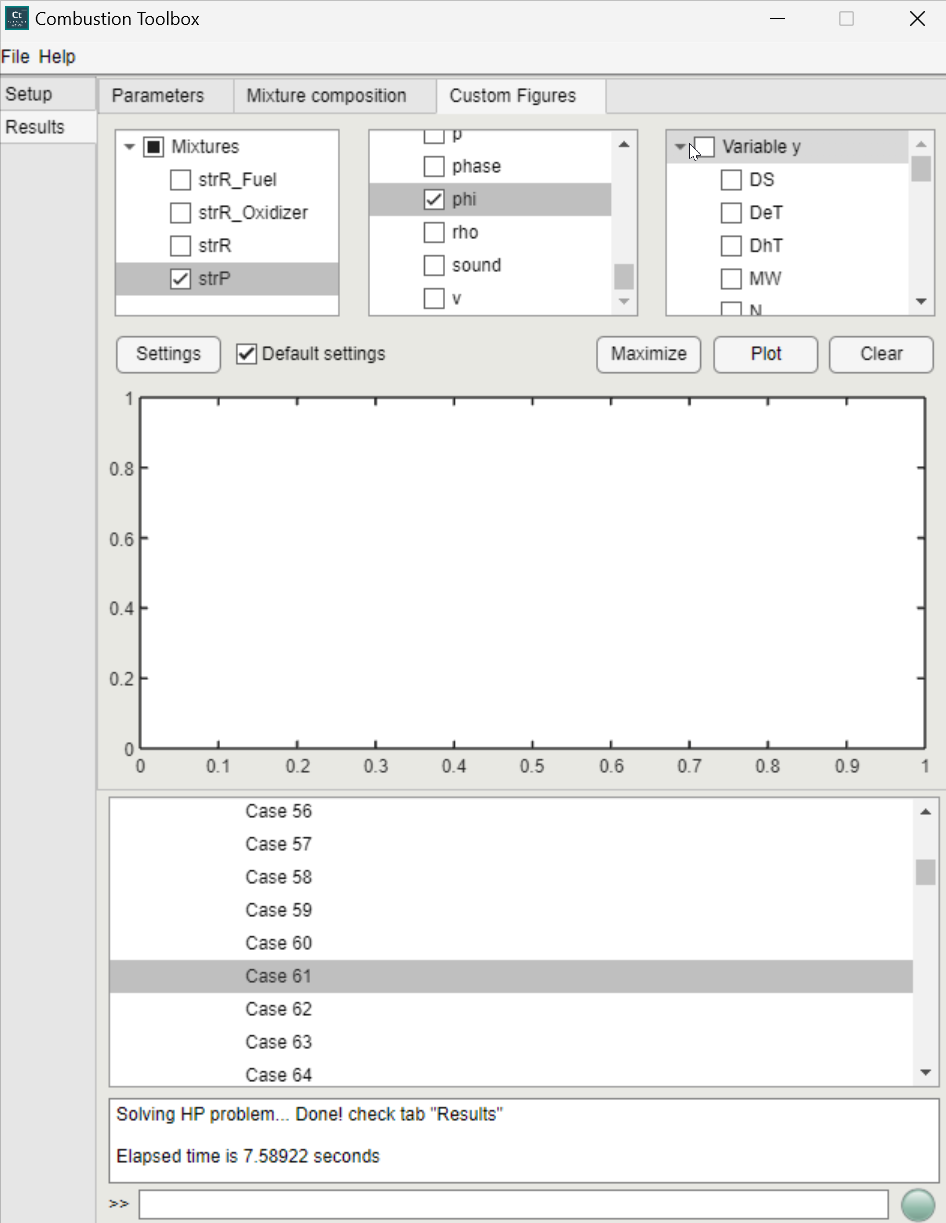 Ct
Combustion Toolbox
File Help
Setup
Results
Parameters
Mixture composition
Custom Figures
Mixtures
strR_Fuel
strR_Oxidizer
strR
strP
p
phase
phi
rho
sound
v
Variable y
DS
DeT
DhT
MW
N
Settings
Default settings
Maximize
Plot
Clear
1
0.8
0.6
0.4
0.2
0
0 0.1 0.2 0.3 0.4 0.5 0.6 0.7 0.8 0.9 1
Case 56
Case 57
Case 58
Case 59
Case 60
Case 61
Case 62
Case 63
Case 64
Solving HP problem... Done! check tab "Results"
Elapsed time is 7.58922 seconds
>>